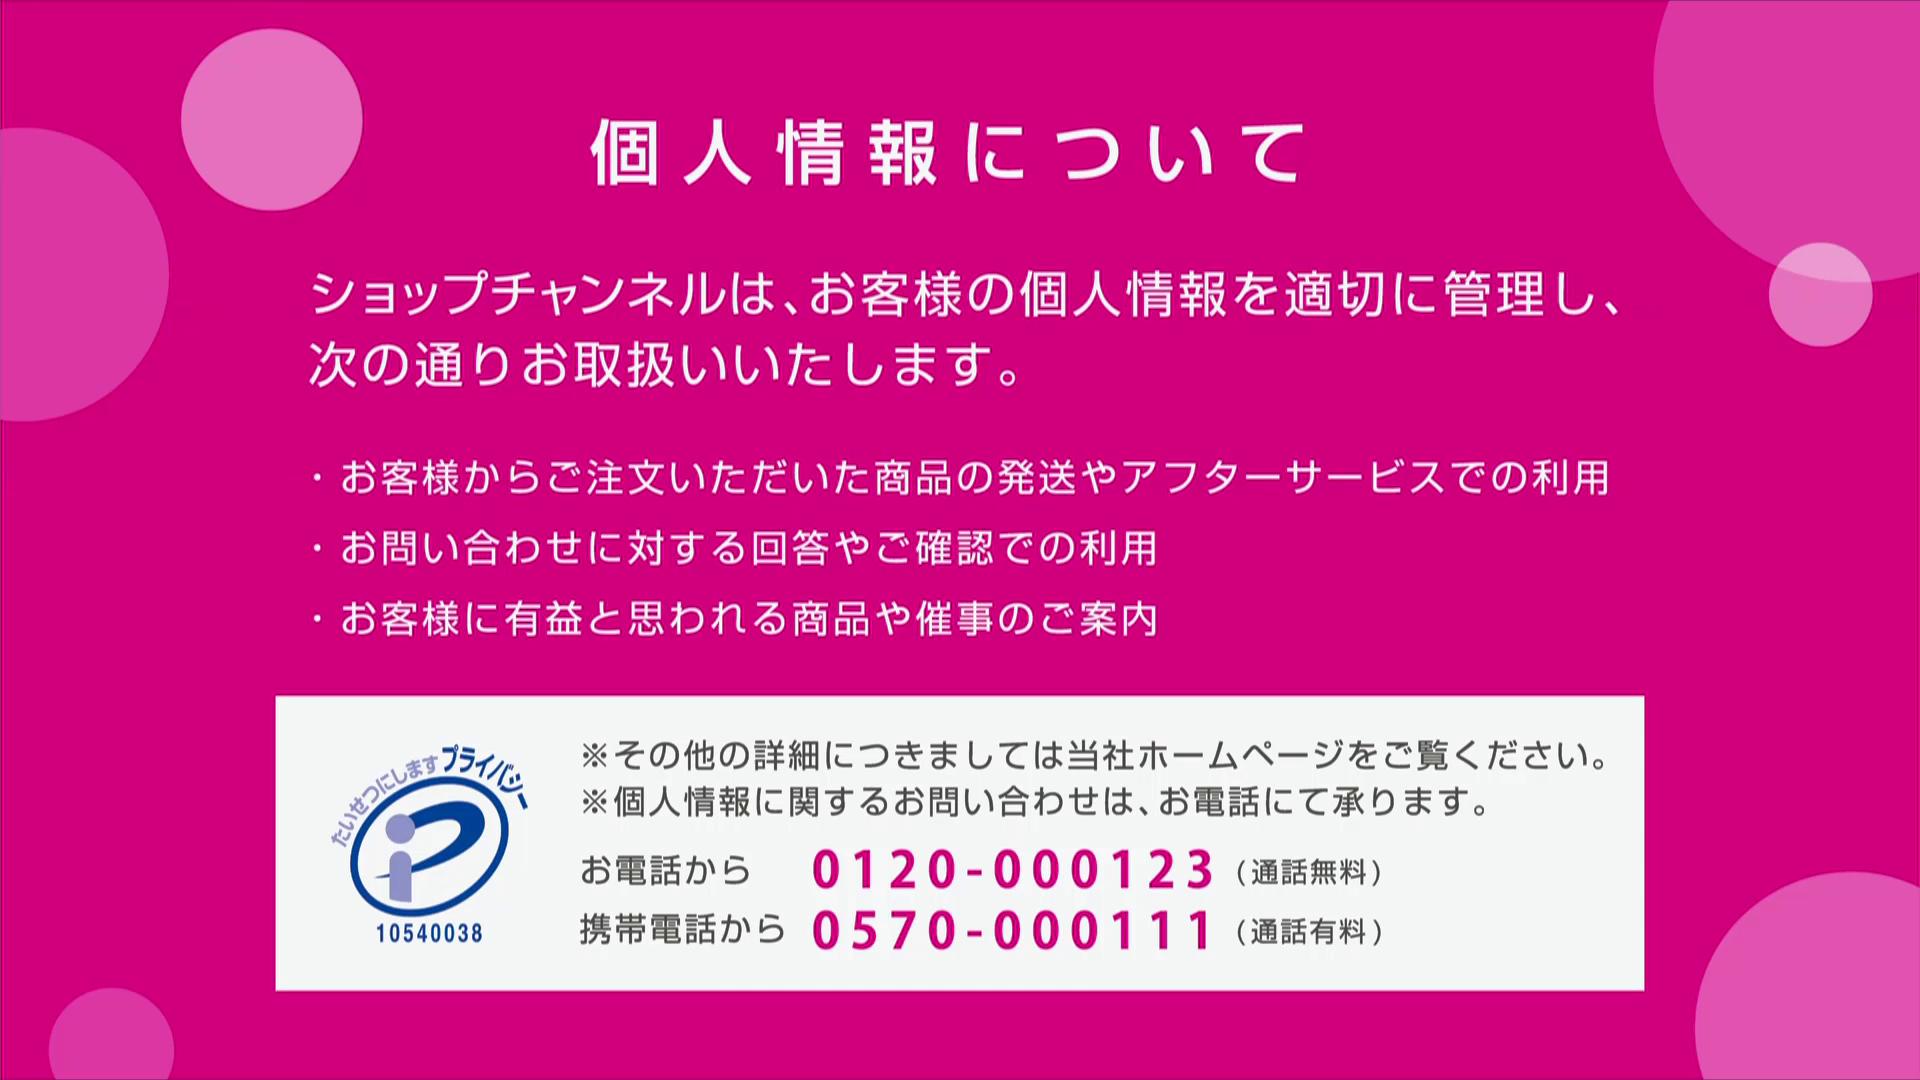 個人情報について
ショップチャンネルは、お客様の個人情報を適切に管理し、
次の通りお取扱いいたします。
・お客様からご注文いただいた商品の発送やアフターサービスでの利用
・お問い合わせに対する回答やご確認での利用
・お客様に有益と思われる商品や催事のご案内
たいせつにしますプライバシー
10540038
※その他の詳細につきましては当社ホームページをご覧ください。
※個人情報に関するお問い合わせは、お電話にて承ります。
お電話から 0120-000123 (通話無料)
携帯電話から 0570-000111 (通話有料)